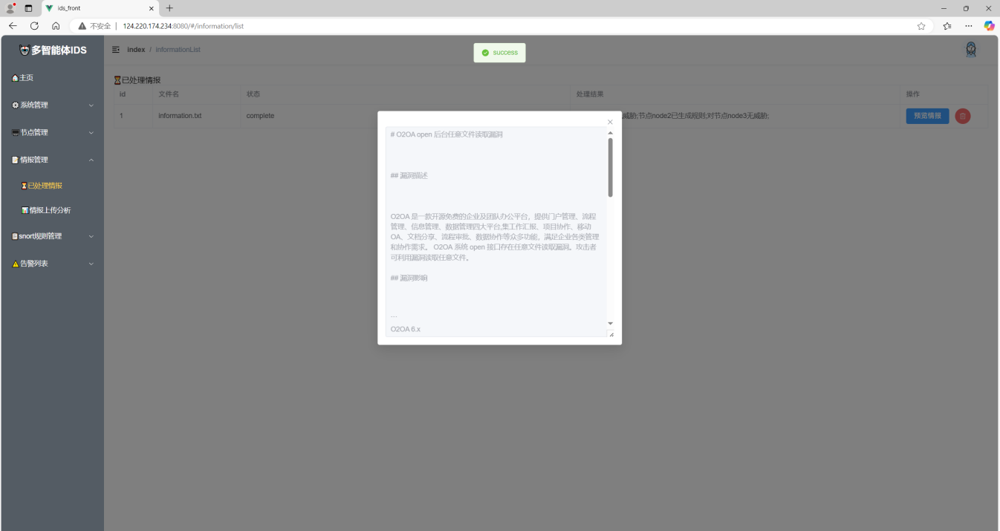 ids_front
不安全 | 124.220.174.234:8080/#/information/list
多智能体IDS
index / informationList
success
主页
系统管理
节点管理
情报管理
已处理情报
情报上传分析
snort规则管理
告警列表
已处理情报
id 文件名 状态 处理结果 操作
1 information.txt complete 威胁;节点node2已生成规则;对节点node3无威胁; 预览情报
# O2OA open 后台任意文件读取漏洞
## 漏洞描述
O2OA 是一款开源免费的企业及团队办公平台，提供门户管理、流程
管理、信息管理、数据管理四大平台,集工作汇报、项目协作、移动
OA、文档分享、流程审批、数据协作等众多功能，满足企业各类管理
和协作需求。 O2OA 系统 open 接口存在任意文件读取漏洞。攻击者
可利用漏洞读取任意文件。
## 漏洞影响
...
O2OA 6.x